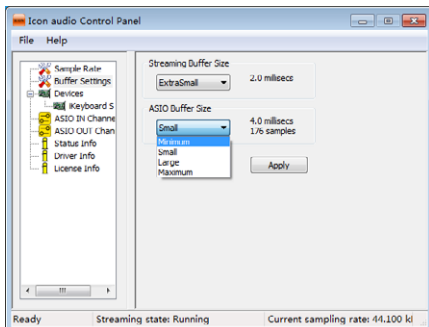 Icon audio Control Panel
File Help
Sample Rate
Buffer Settings
Devices
iKeyboard S
ASIO IN Channe
ASIO OUT Chan
Status Info
Driver Info
License Info
Streaming Buffer Size
ExtraSmall
2.0 milisecs
ASIO Buffer Size
Small
4.0 milisecs
176 samples
Minimum
Small
Large
Maximum
Apply
Ready Streaming state: Running Current sampling rate: 44.100 kl